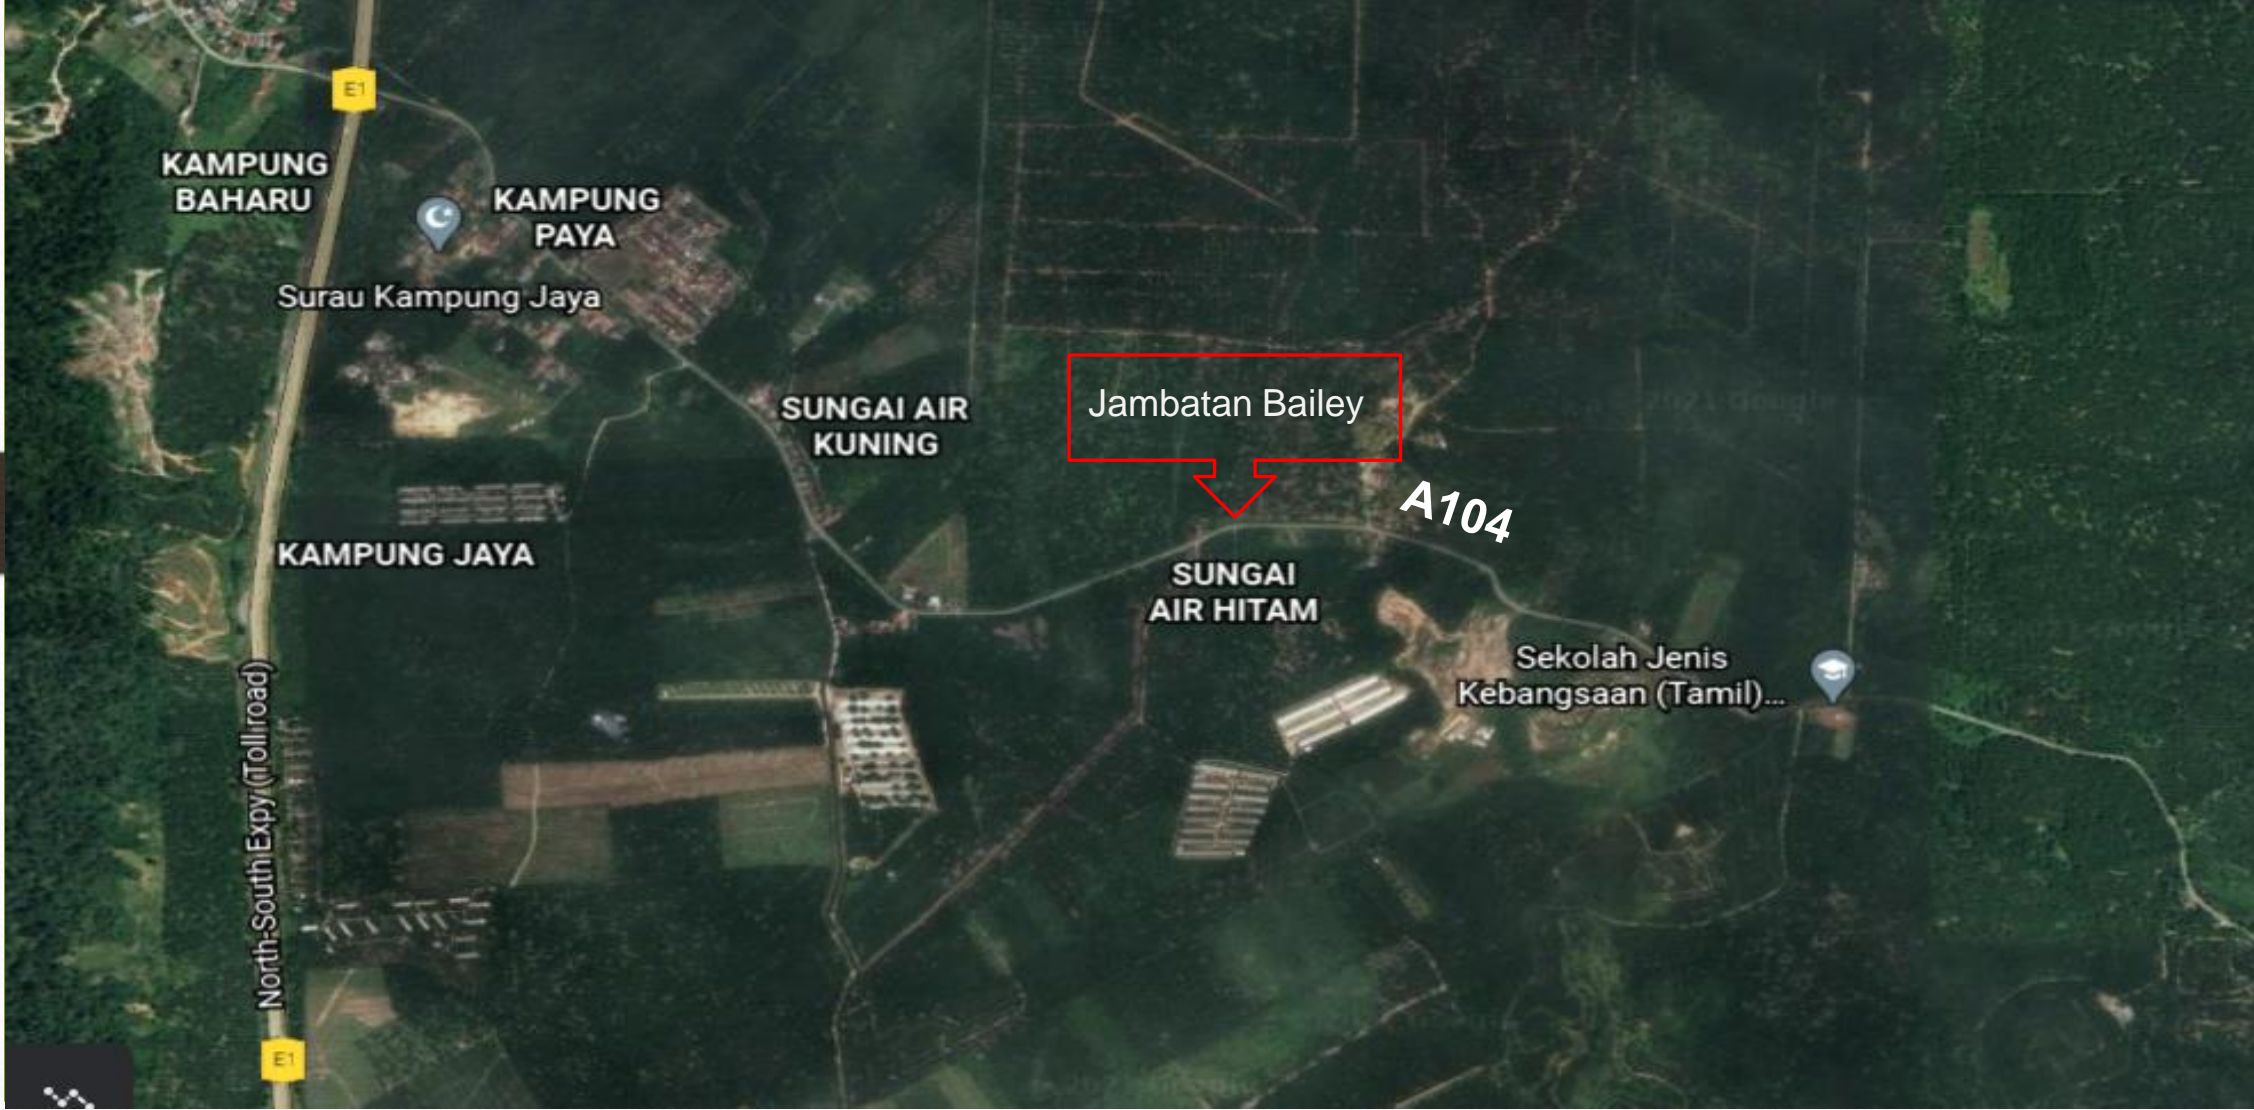 E1
KAMPUNG
BAHARU
KAMPUNG
PAYA
Surau Kampung Jaya
SUNGAI AIR
KUNING
Jambatan Bailey
A104
KAMPUNG JAYA
SUNGAI
AIR HITAM
Sekolah Jenis
Kebangsaan (Tamil)...
North-South Expy (Toll road)
E1